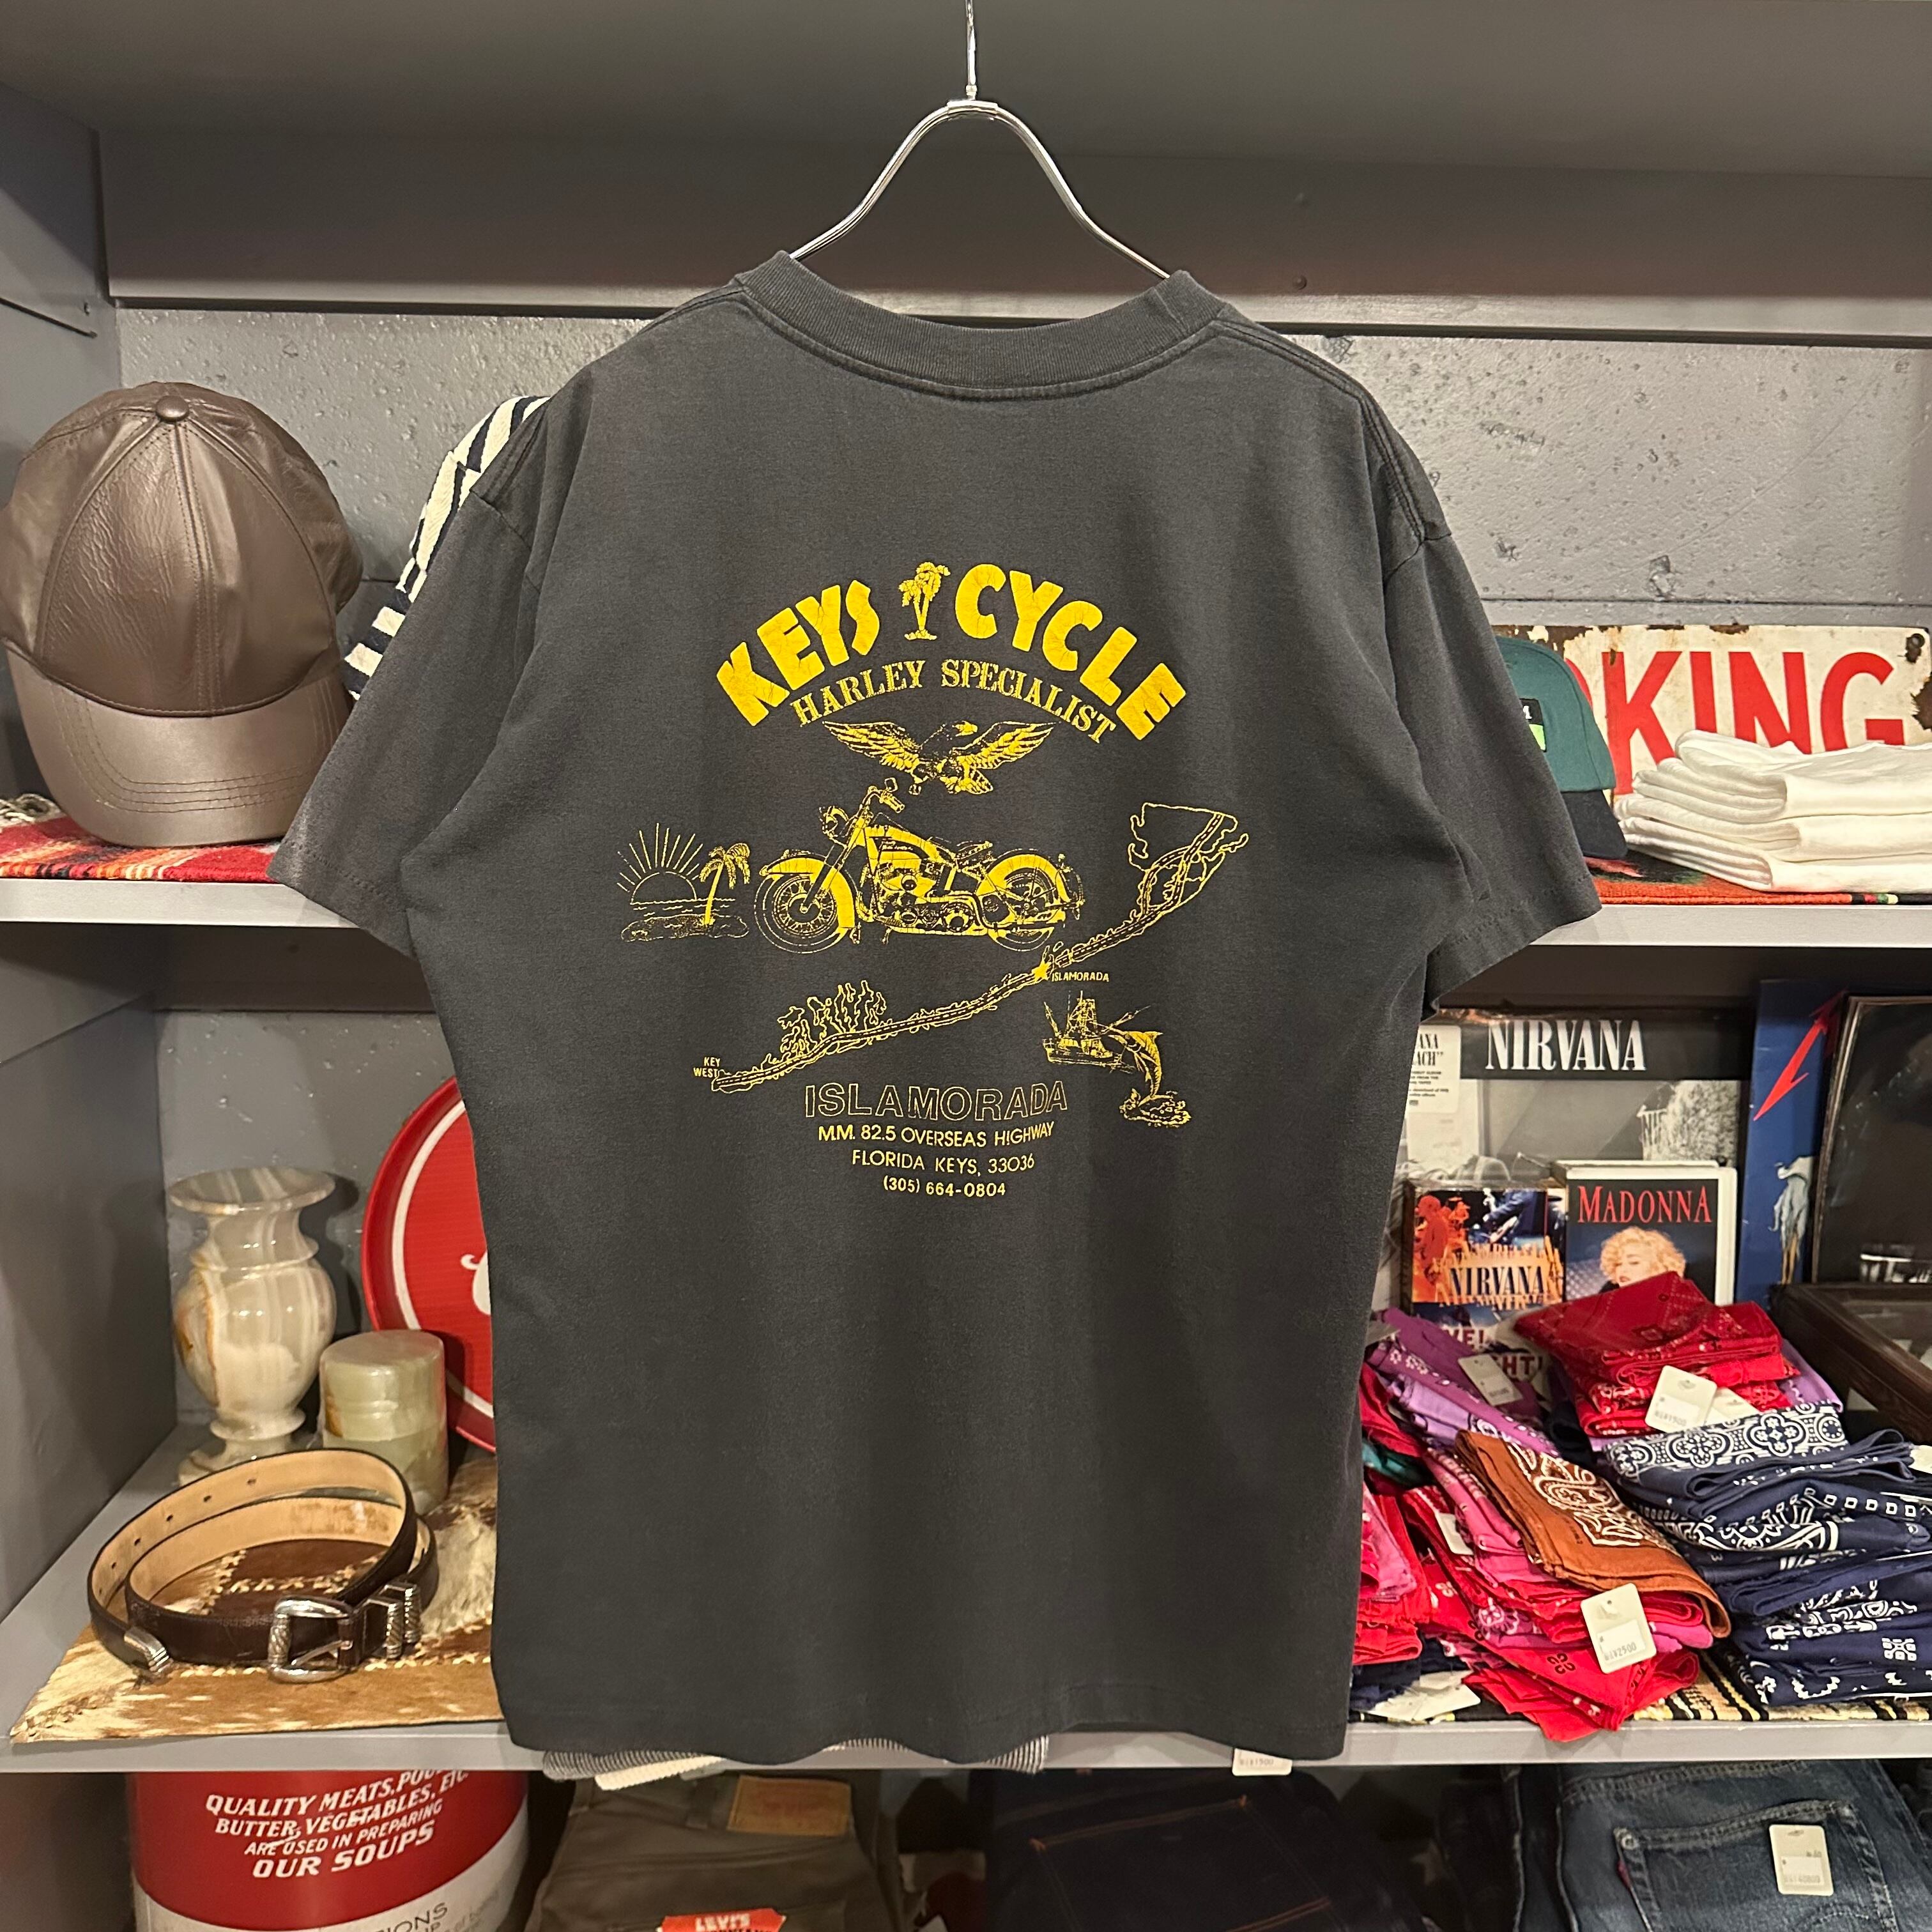 KEYS CYCLE
HARLEY SPECIALIST
ISLAMORADA
KEY
WEST
ISLAMORADA
M.M. 82.5 OVERSEAS HIGHWAY
FLORIDA KEYS, 33036
(305) 664-0804
KING
NIRVANA
MADONNA
NIRVANA
QUALITY MEATS,
BUTTER, VEGETABLES, ETC.
ARE USED IN PREPARING
OUR SOUPS
LEVI'S